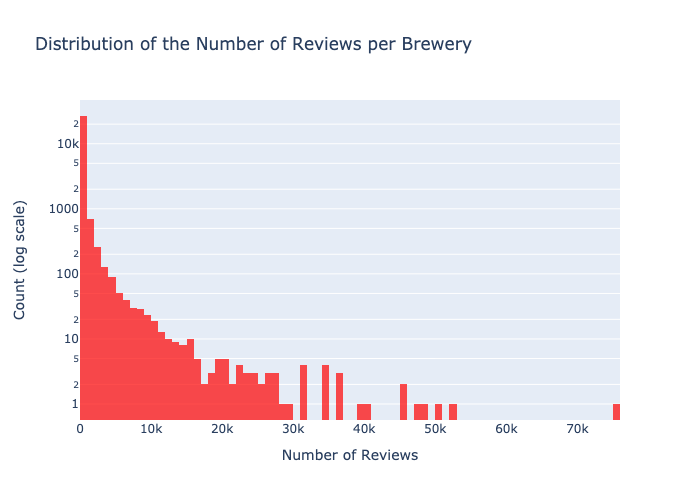 Distribution of the Number of Reviews per Brewery
Count (log scale)
2
10k
5
2
1000
5
2
100
5
2
10
5
2
1
0 10k 20k 30k 40k 50k 60k 70k
Number of Reviews